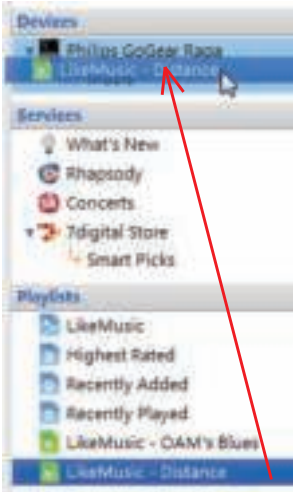 Devices
Philips GoGear Raga
LikeMusic - Distance
Services
What's New
Rhapsody
Concerts
7digital Store
Smart Picks
Playlists
LikeMusic
Highest Rated
Recently Added
Recently Played
LikeMusic - OAM's Blues
LikeMusic - Distance